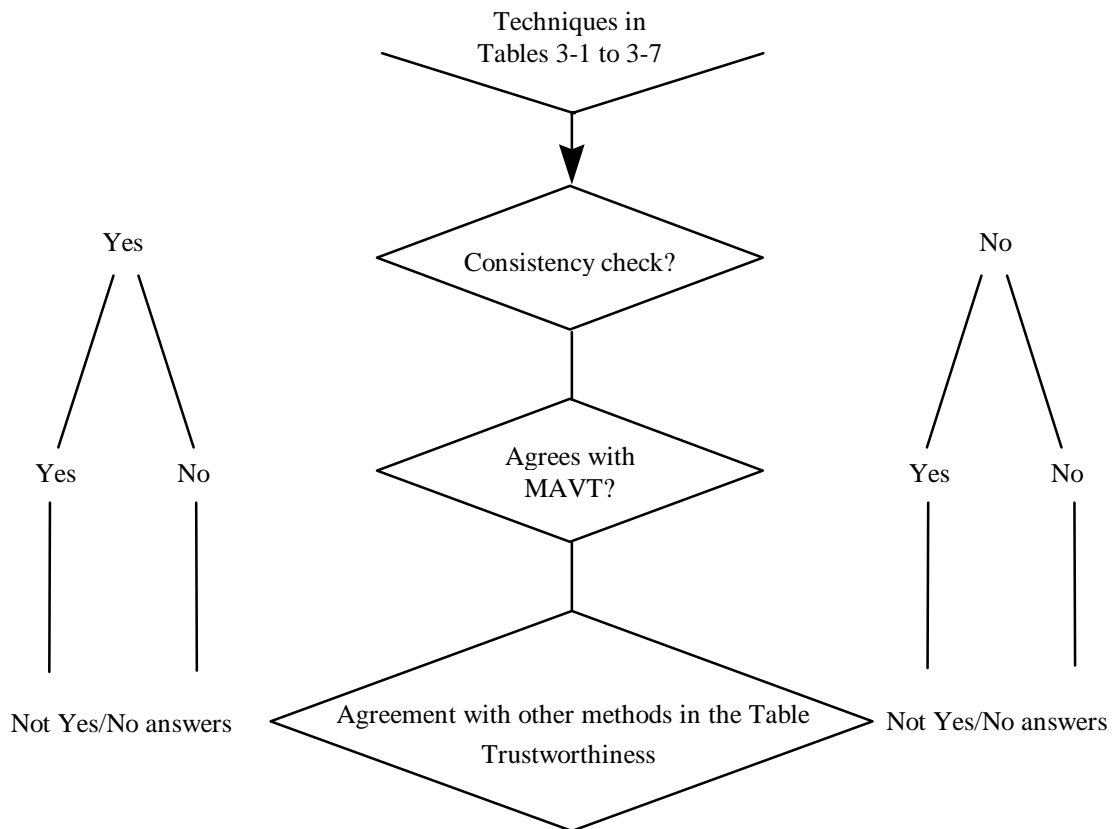 Techniques in
Tables 3-1 to 3-7
Yes
Consistency check?
No
Yes
No
Agrees with
MAVT?
Yes
No
Not Yes/No answers
Agreement with other methods in the Table
Trustworthiness
Not Yes/No answers